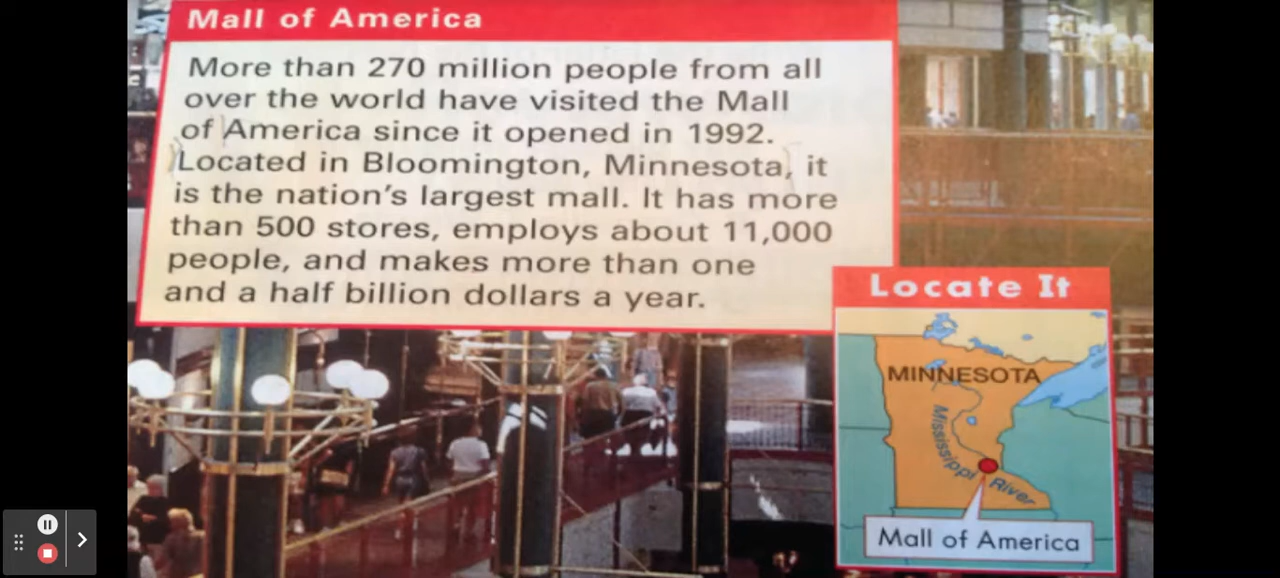 Mall of America
More than 270 million people from all
over the world have visited the Mall
of America since it opened in 1992.
Located in Bloomington, Minnesota, it
is the nation's largest mall. It has more
than 500 stores, employs about 11,000
people, and makes more than one
and a half billion dollars a year.
Locate It
MINNESOTA
Mississippi River
Mall of America